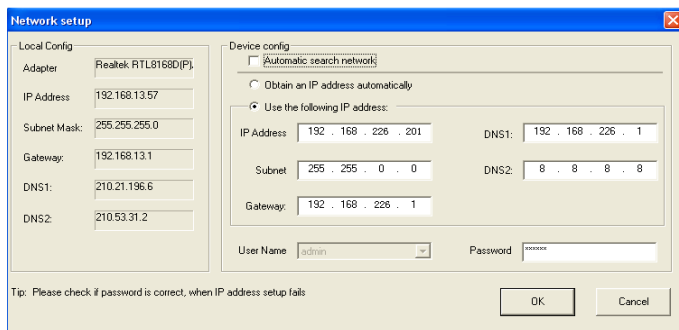 Network setup
Local Config
Adapter Realtek RTL8168D(P),
IP Address 192.168.13.57
Subnet Mask: 255.255.255.0
Gateway: 192.168.13.1
DNS1: 210.21.196.6
DNS2: 210.53.31.2
Device config
Automatic search network
Obtain an IP address automatically
Use the following IP address:
IP Address 192 . 168 . 226 . 201 DNS1: 192 . 168 . 226 . 1
Subnet 255 . 255 . 0 . 0 DNS2: 8 . 8 . 8 . 8
Gateway: 192 . 168 . 226 . 1
User Name admin Password ******
Tip: Please check if password is correct, when IP address setup fails
OK Cancel